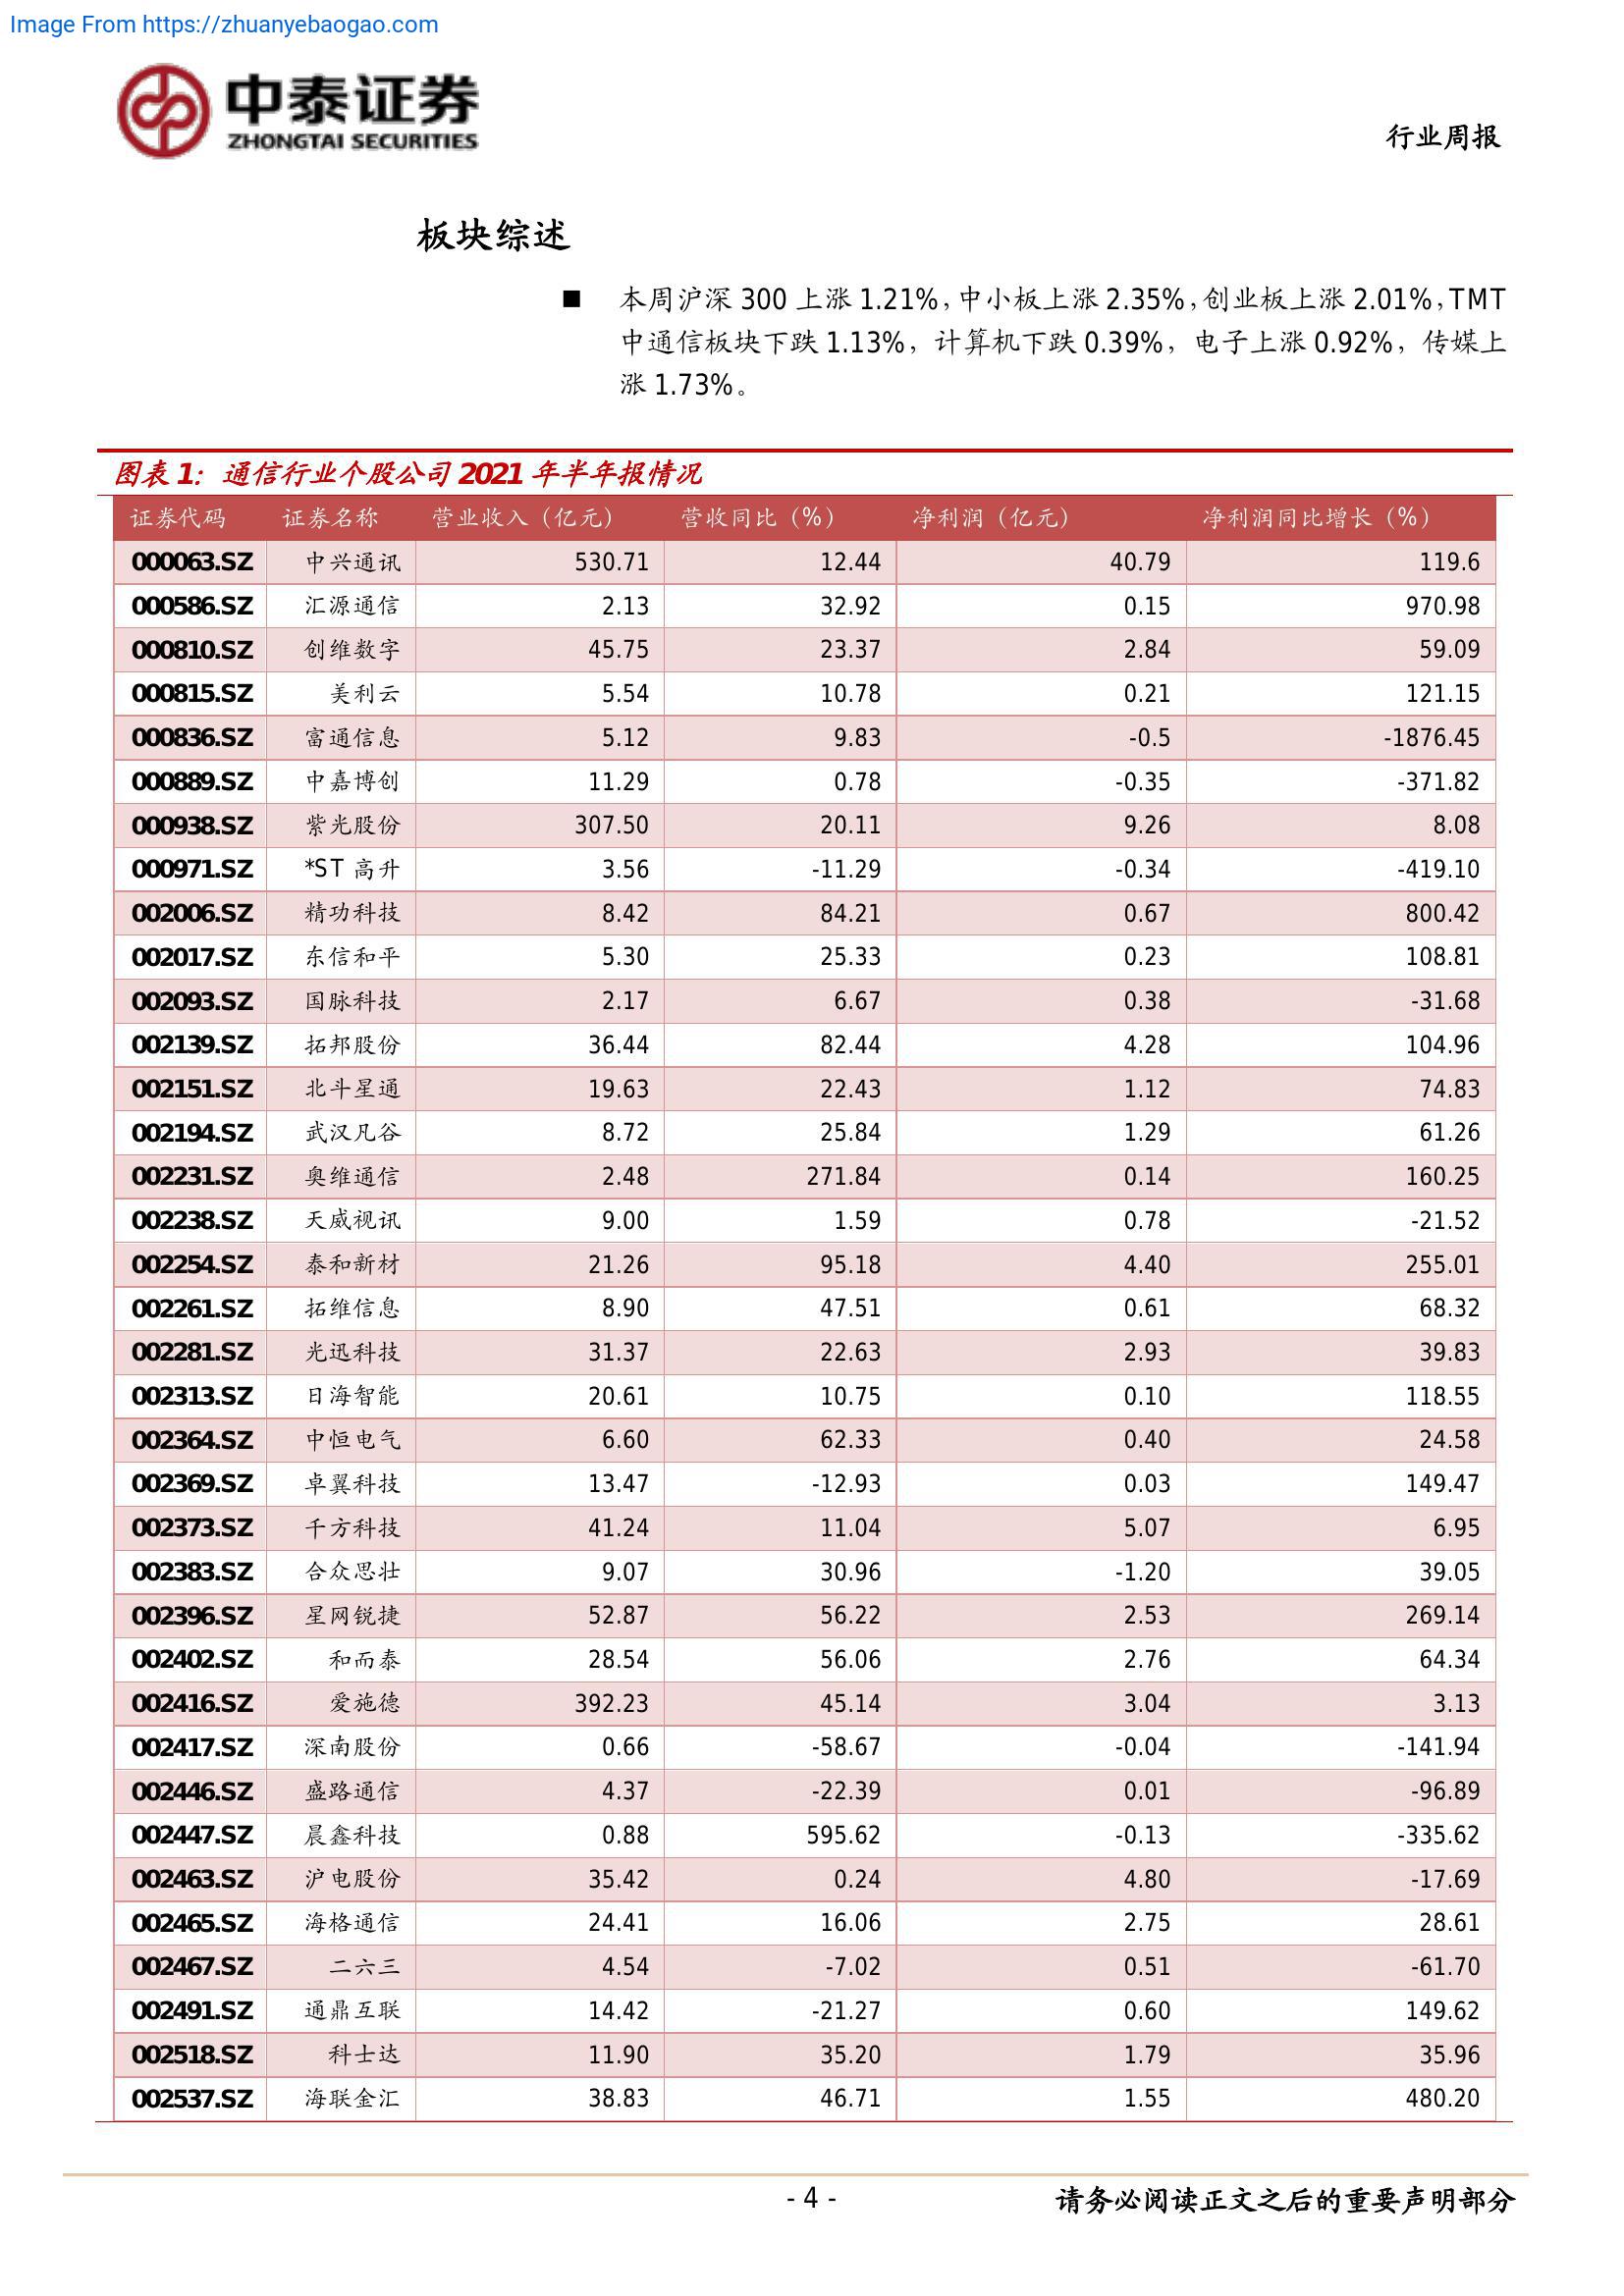 Image From https://zhuanyebaogao.com
中泰证券
ZHONGTAI SECURITIES
行业周报
板块综述
■ 本周沪深 300 上涨 1.21%,中小板上涨 2.35%,创业板上涨 2.01%,TMT
中通信板块下跌 1.13%，计算机下跌 0.39%，电子上涨 0.92%，传媒上
涨 1.73%。
图表 1：通信行业个股公司 2021 年半年报情况
证券代码 证券名称 营业收入（亿元） 营收同比（%） 净利润（亿元） 净利润同比增长（%）
000063.SZ 中兴通讯 530.71 12.44 40.79 119.6
000586.SZ 汇源通信 2.13 32.92 0.15 970.98
000810.SZ 创维数字 45.75 23.37 2.84 59.09
000815.SZ 美利云 5.54 10.78 0.21 121.15
000836.SZ 富通信息 5.12 9.83 -0.5 -1876.45
000889.SZ 中嘉博创 11.29 0.78 -0.35 -371.82
000938.SZ 紫光股份 307.50 20.11 9.26 8.08
000971.SZ *ST 高升 3.56 -11.29 -0.34 -419.10
002006.SZ 精功科技 8.42 84.21 0.67 800.42
002017.SZ 东信和平 5.30 25.33 0.23 108.81
002093.SZ 国脉科技 2.17 6.67 0.38 -31.68
002139.SZ 拓邦股份 36.44 82.44 4.28 104.96
002151.SZ 北斗星通 19.63 22.43 1.12 74.83
002194.SZ 武汉凡谷 8.72 25.84 1.29 61.26
002231.SZ 奥维通信 2.48 271.84 0.14 160.25
002238.SZ 天威视讯 9.00 1.59 0.78 -21.52
002254.SZ 泰和新材 21.26 95.18 4.40 255.01
002261.SZ 拓维信息 8.90 47.51 0.61 68.32
002281.SZ 光迅科技 31.37 22.63 2.93 39.83
002313.SZ 日海智能 20.61 10.75 0.10 118.55
002364.SZ 中恒电气 6.60 62.33 0.40 24.58
002369.SZ 卓翼科技 13.47 -12.93 0.03 149.47
002373.SZ 千方科技 41.24 11.04 5.07 6.95
002383.SZ 合众思壮 9.07 30.96 -1.20 39.05
002396.SZ 星网锐捷 52.87 56.22 2.53 269.14
002402.SZ 和而泰 28.54 56.06 2.76 64.34
002416.SZ 爱施德 392.23 45.14 3.04 3.13
002417.SZ 深南股份 0.66 -58.67 -0.04 -141.94
002446.SZ 盛路通信 4.37 -22.39 0.01 -96.89
002447.SZ 晨鑫科技 0.88 595.62 -0.13 -335.62
002463.SZ 沪电股份 35.42 0.24 4.80 -17.69
002465.SZ 海格通信 24.41 16.06 2.75 28.61
002467.SZ 二六三 4.54 -7.02 0.51 -61.70
002491.SZ 通鼎互联 14.42 -21.27 0.60 149.62
002518.SZ 科士达 11.90 35.20 1.79 35.96
002537.SZ 海联金汇 38.83 46.71 1.55 480.20
- 4 -
请务必阅读正文之后的重要声明部分